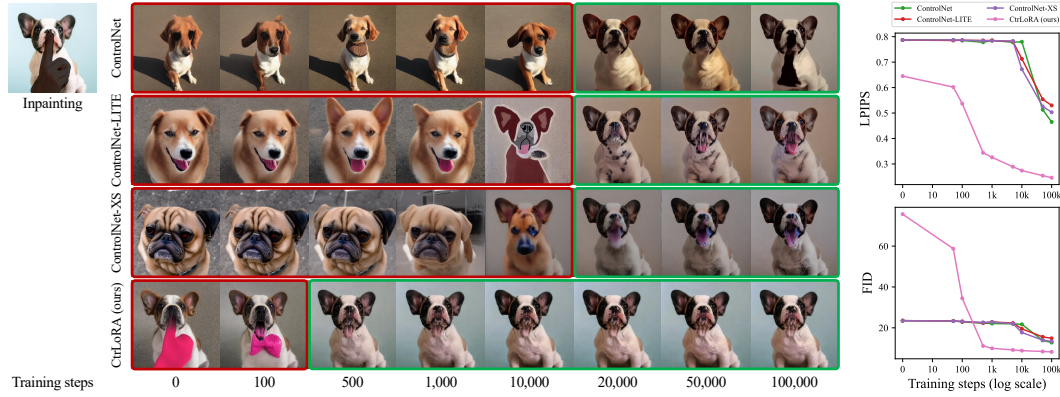 Inpainting
ControlNet
ControlNet-LITE
ControlNet-XS
CtrLoRA (ours)
Training steps 0 100 500 1,000 10,000 20,000 50,000 100,000
ControlNet ControlNet-XS
ControlNet-LITE CtrLoRA (ours)
LPIPS
0.8
0.7
0.6
0.5
0.4
0.3
0 10 100 1k 10k 100k
FID
60
40
20
0 10 100 1k 10k 100k
Training steps (log scale)